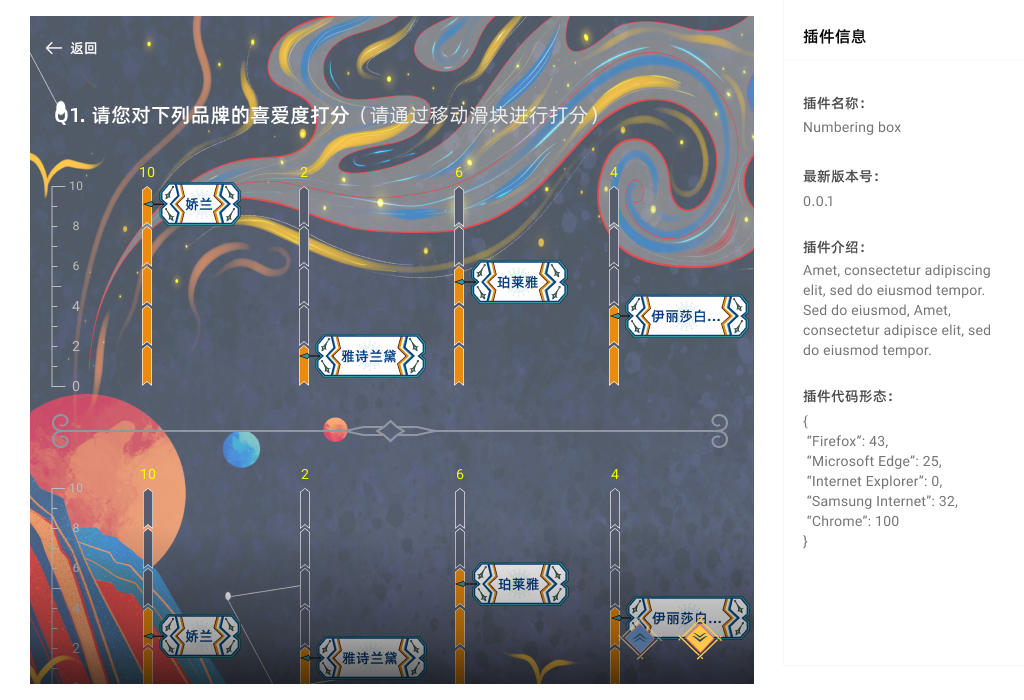 返回
Q1. 请您对下列品牌的喜爱度打分（请通过移动滑块进行打分）
10 2 6 4
10
8
6
4
2
0
娇兰
珀莱雅
伊丽莎白...
雅诗兰黛
10 2 6 4
10
8
6
2
珀莱雅
伊丽莎白...
娇兰
雅诗兰黛
插件信息
插件名称：
Numbering box
最新版本号：
0.0.1
插件介绍：
Amet, consectetur adipiscing
elit, sed do eiusmod tempor.
Sed do eiusmod, Amet,
consectetur adipisce elit, sed
do eiusmod tempor.
插件代码形态：
{
“Firefox”: 43,
“Microsoft Edge”: 25,
“Internet Explorer”: 0,
“Samsung Internet”: 32,
“Chrome”: 100
}